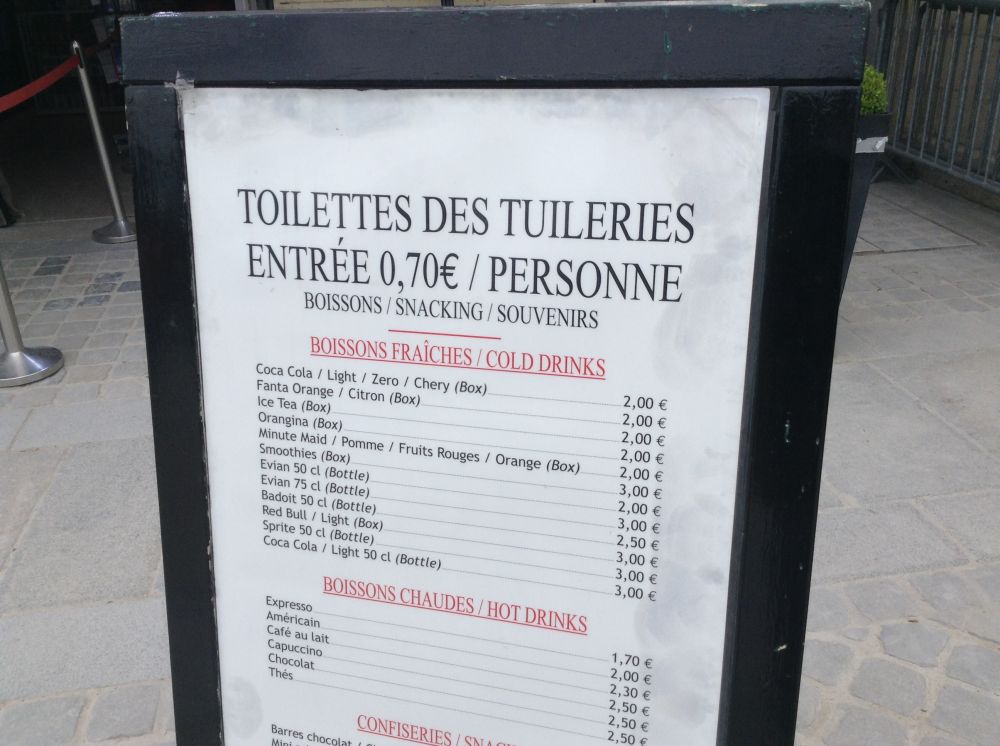 TOILETTES DES TUILERIES
ENTRÉE 0,70€ / PERSONNE
BOISSONS / SNACKING / SOUVENIRS
BOISSONS FRAÎCHES / COLD DRINKS
Coca Cola / Light / Zero / Chery (Box) 2,00 €
Fanta Orange / Citron (Box) 2,00 €
Ice Tea (Box) 2,00 €
Orangina (Box) 2,00 €
Minute Maid / Pomme / Fruits Rouges / Orange (Box) 2,00 €
Smoothies (Box) 3,00 €
Evian 50 cl (Bottle) 2,00 €
Evian 75 cl (Bottle) 3,00 €
Badoit 50 cl (Bottle) 2,50 €
Red Bull / Light (Box) 3,00 €
Sprite 50 cl (Bottle) 3,00 €
Coca Cola / Light 50 cl (Bottle) 3,00 €
BOISSONS CHAUDES / HOT DRINKS
Expresso 1,70 €
Américain 2,00 €
Café au lait 2,30 €
Capuccino 2,50 €
Chocolat 2,50 €
Thés 2,50 €
CONFISERIES /
Barres chocolat /